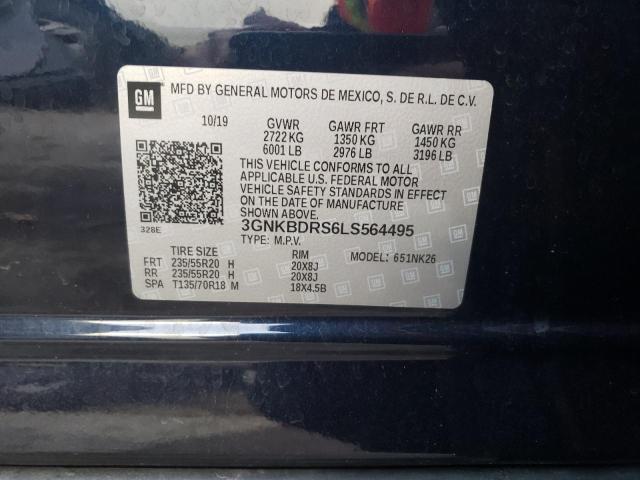 GM
MFD BY GENERAL MOTORS DE MEXICO, S. DE R.L. DE C.V.
10/19 GVWR GAWR FRT GAWR RR
2722 KG 1350 KG 1450 KG
6001 LB 2976 LB 3196 LB
THIS VEHICLE CONFORMS TO ALL
APPLICABLE U.S. FEDERAL MOTOR
VEHICLE SAFETY STANDARDS IN EFFECT
ON THE DATE OF MANUFACTURE
SHOWN ABOVE.
328E
3GNKBDRS6LS564495
TYPE: M.P.V. MODEL: 651NK26
TIRE SIZE RIM
FRT 235/55R20 H 20X8J
RR 235/55R20 H 20X8J
SPA T135/70R18 M 18X4.5B